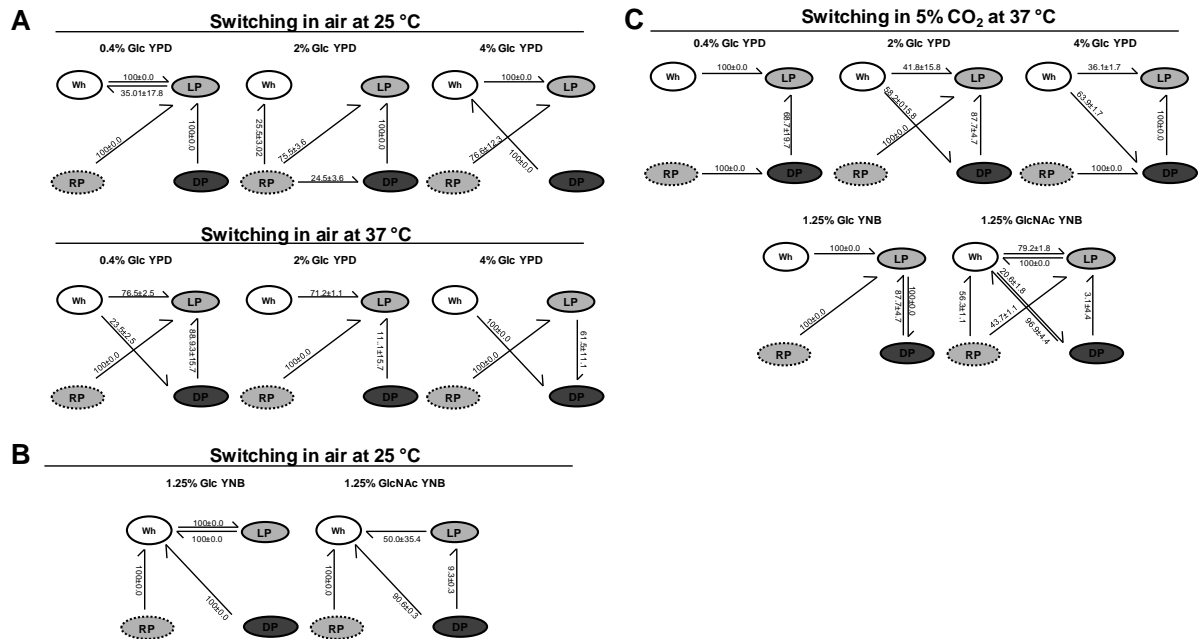 A
Switching in air at 25 °C
0.4% Glc YPD
2% Glc YPD
4% Glc YPD
Wh
100±0.0
35.01±17.8
LP
100±0.0
100±0.0
RP
DP
Wh
LP
25.5±3.02
75.5±3.6
100±0.0
RP
24.5±3.6
DP
Wh
100±0.0
LP
76.6±12.3
100±0.0
RP
DP
Switching in air at 37 °C
0.4% Glc YPD
2% Glc YPD
4% Glc YPD
Wh
76.5±2.5
LP
23.5±2.5
100±0.0
88.93±15.7
RP
DP
Wh
71.2±1.1
LP
100±0.0
11.1±15.7
RP
DP
Wh
LP
100±0.0
100±0.0
61.5±11.1
RP
DP
B
Switching in air at 25 °C
1.25% Glc YNB
1.25% GlcNAc YNB
Wh
100±0.0
100±0.0
LP
100±0.0
100±0.0
RP
DP
Wh
50.0±35.4
LP
100±0.0
90.6±0.3
9.3±0.3
RP
DP
C
Switching in 5% CO2 at 37 °C
0.4% Glc YPD
2% Glc YPD
4% Glc YPD
Wh
100±0.0
LP
68.7±19.7
RP
100±0.0
DP
Wh
41.8±15.8
LP
58.2±015.8
100±0.0
87.7±4.7
RP
DP
Wh
36.1±1.7
LP
63.9±1.7
100±0.0
RP
100±0.0
DP
1.25% Glc YNB
1.25% GlcNAc YNB
Wh
100±0.0
LP
100±0.0
87.7±4.7
100±0.0
RP
DP
Wh
79.2±1.8
100±0.0
LP
20.6±1.8
56.3±1.1
43.7±1.1
96.9±4.4
3.1±4.4
RP
DP